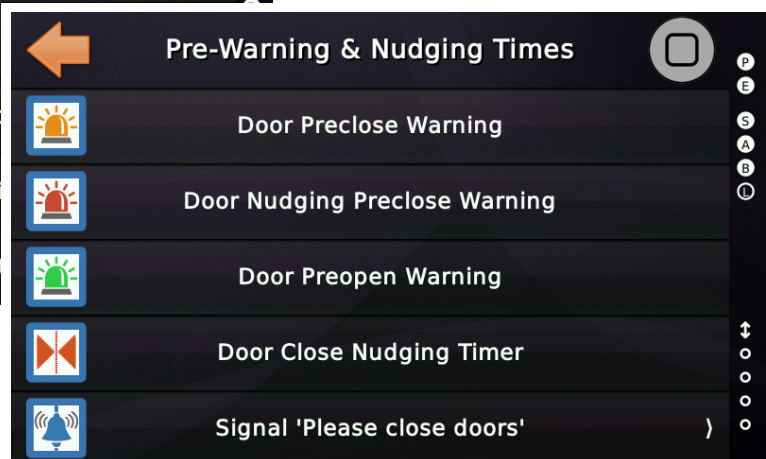 Pre-Warning & Nudging Times
Door Preclose Warning
Door Nudging Preclose Warning
Door Preopen Warning
Door Close Nudging Timer
Signal 'Please close doors'
P
E
S
A
B
L